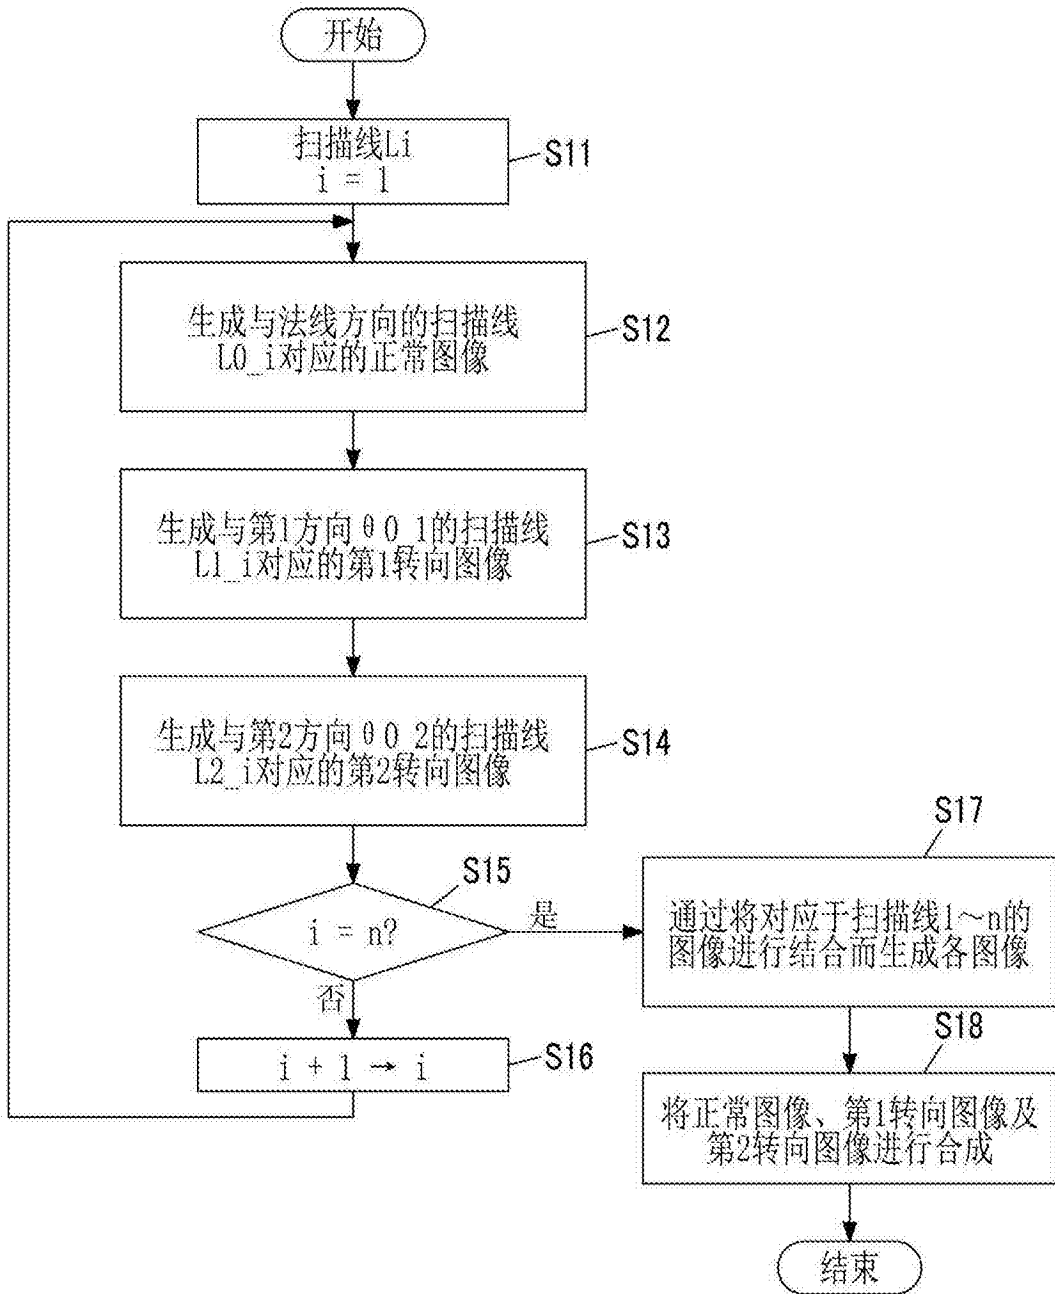 开始
扫描线Li
i = 1
S11
生成与法线方向的扫描线
L0_i对应的正常图像
S12
生成与第1方向θ0_1的扫描线
L1_i对应的第1转向图像
S13
生成与第2方向θ0_2的扫描线
L2_i对应的第2转向图像
S14
i = n?
S15
是
否
i + 1 → i
S16
通过将对应于扫描线1～n的
图像进行结合而生成各图像
S17
将正常图像、第1转向图像及
第2转向图像进行合成
S18
结束